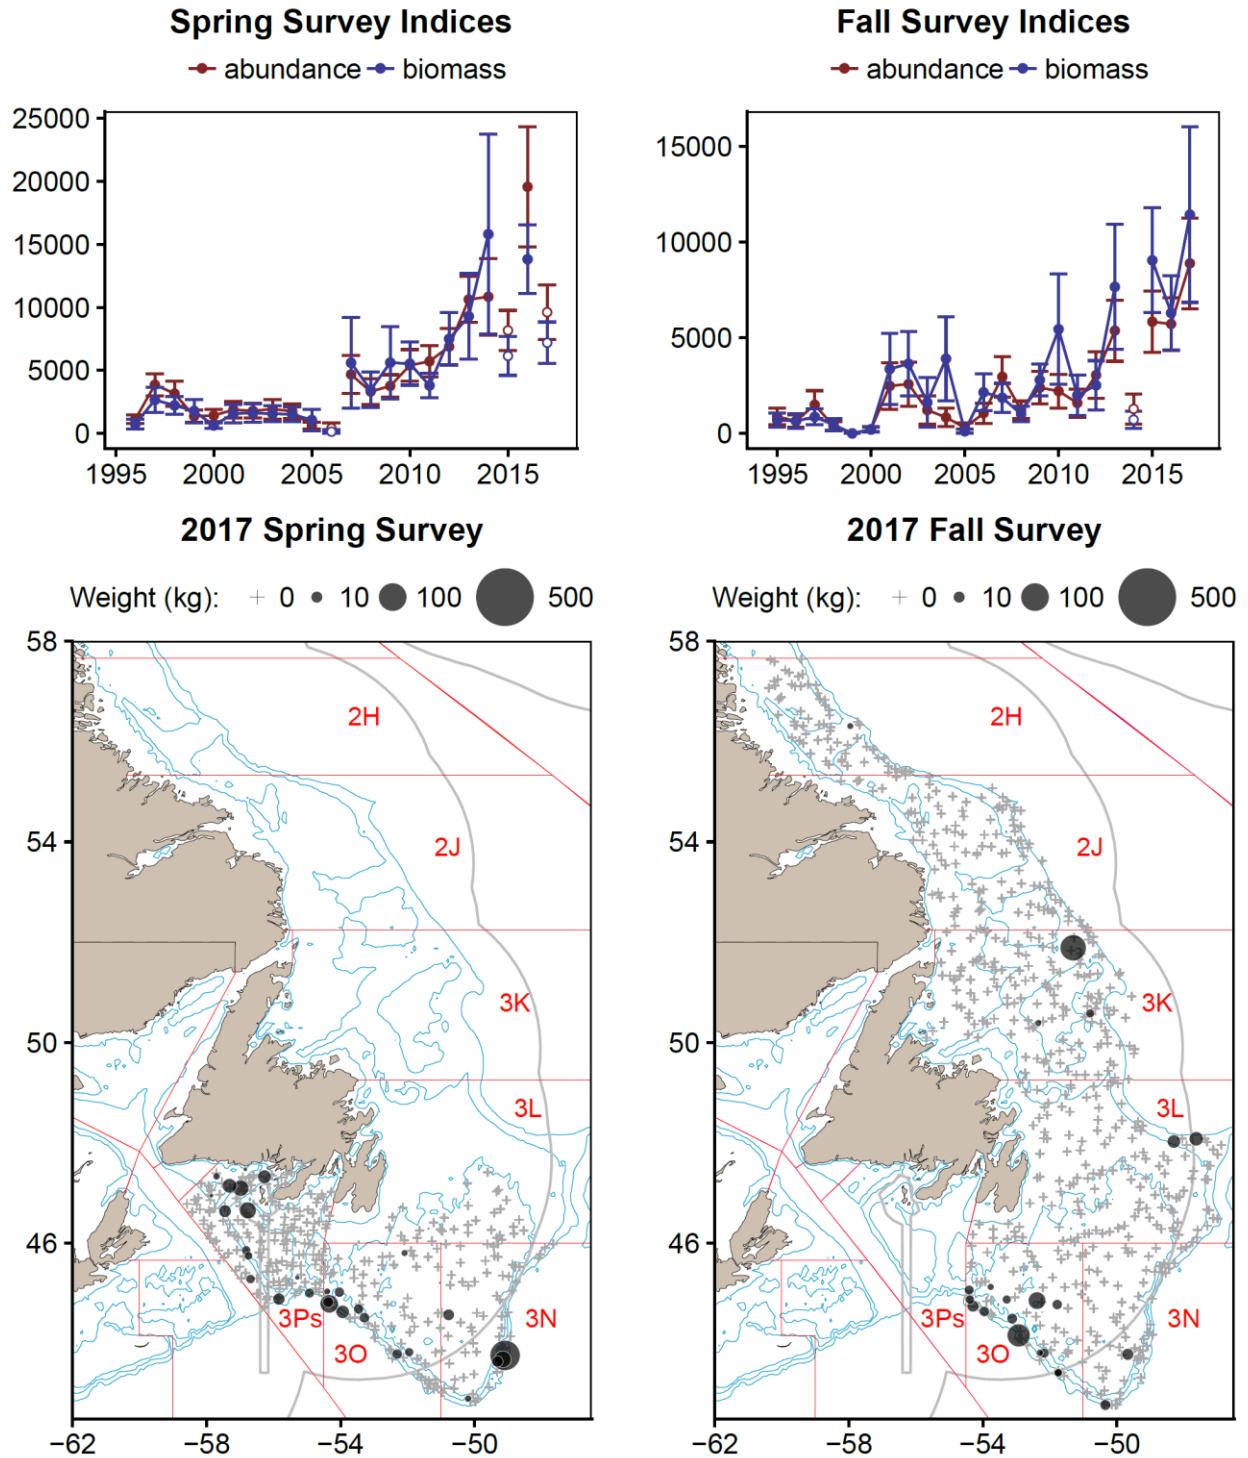 Spring Survey Indices
abundance biomass
25000
20000
15000
10000
5000
0
1995 2000 2005 2010 2015
Fall Survey Indices
abundance biomass
15000
10000
5000
0
1995 2000 2005 2010 2015
2017 Spring Survey
Weight (kg): 0 10 100 500
58
54
50
46
2H
2J
3K
3L
3N
3Ps
3O
−62 −58 −54 −50
2017 Fall Survey
Weight (kg): 0 10 100 500
58
54
50
46
2H
2J
3K
3L
3N
3Ps
3O
−62 −58 −54 −50